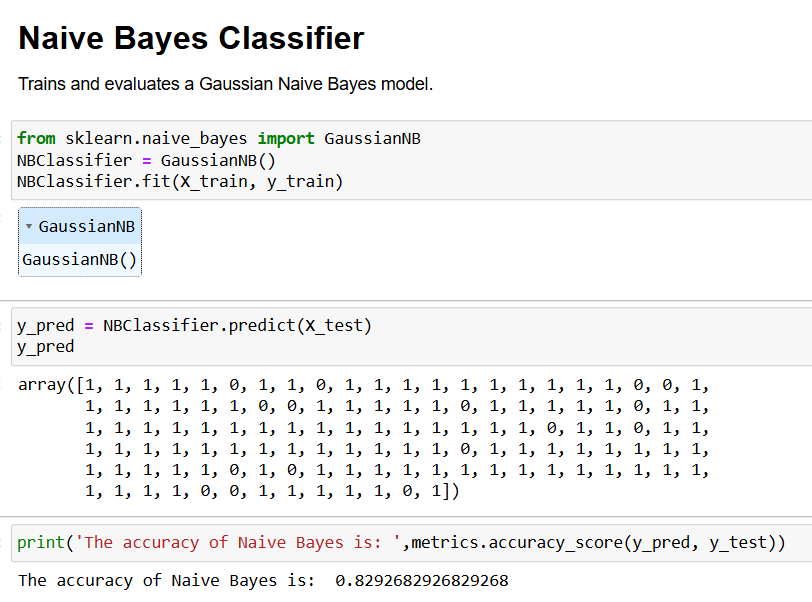 Naive Bayes Classifier
Trains and evaluates a Gaussian Naive Bayes model.
from sklearn.naive_bayes import GaussianNB
NBClassifier = GaussianNB()
NBClassifier.fit(X_train, y_train)
▾ GaussianNB
GaussianNB()
y_pred = NBClassifier.predict(X_test)
y_pred
array([1, 1, 1, 1, 1, 0, 1, 1, 0, 1, 1, 1, 1, 1, 1, 1, 1, 1, 1, 0, 0, 1,
1, 1, 1, 1, 1, 1, 0, 0, 1, 1, 1, 1, 1, 0, 1, 1, 1, 1, 1, 0, 1, 1,
1, 1, 1, 1, 1, 1, 1, 1, 1, 1, 1, 1, 1, 1, 1, 1, 0, 1, 1, 0, 1, 1,
1, 1, 1, 1, 1, 1, 1, 1, 1, 1, 1, 1, 1, 0, 1, 1, 1, 1, 1, 1, 1, 1,
1, 1, 1, 1, 1, 0, 1, 0, 1, 1, 1, 1, 1, 1, 1, 1, 1, 1, 1, 1, 1, 1,
1, 1, 1, 1, 0, 0, 1, 1, 1, 1, 1, 0, 1])
print('The accuracy of Naive Bayes is: ',metrics.accuracy_score(y_pred, y_test))
The accuracy of Naive Bayes is:  0.8292682926829268